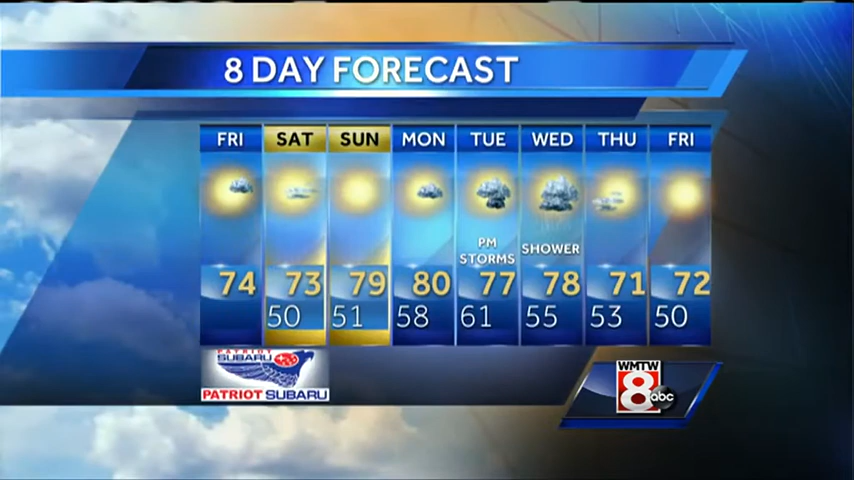 8 DAY FORECAST
FRI SAT SUN MON TUE WED THU FRI
PM
STORMS
SHOWER
74 73 79 80 77 78 71 72
50 51 58 61 55 53 50
PATRIOT
SUBARU
PATRIOT SUBARU
WMTW
8
abc